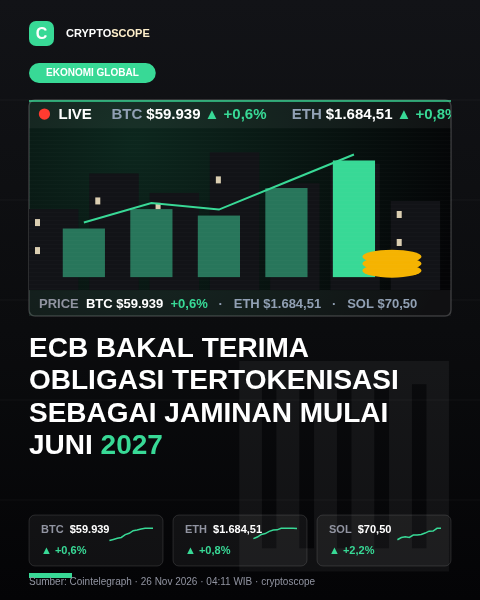 C CRYPTOSCOPE
EKONOMI GLOBAL
LIVE BTC $59.939 ▲ +0,6% ETH $1.684,51 ▲ +0,8%
PRICE BTC $59.939 +0,6% · ETH $1.684,51 · SOL $70,50
ECB BAKAL TERIMA
OBLIGASI TERTOKENISASI
SEBAGAI JAMINAN MULAI
JUNI 2027
BTC $59.939
▲ +0,6%
ETH $1.684,51
▲ +0,8%
SOL $70,50
▲ +2,2%
Sumber: Cointelegraph · 26 Nov 2026 · 04:11 WIB · cryptoscope